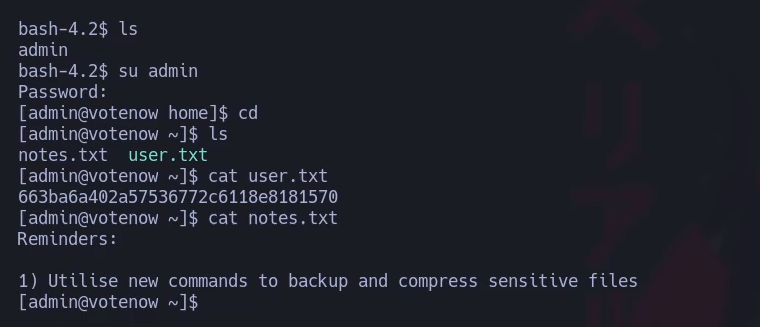 bash-4.2$ ls
admin
bash-4.2$ su admin
Password:
[admin@votenow home]$ cd
[admin@votenow ~]$ ls
notes.txt  user.txt
[admin@votenow ~]$ cat user.txt
663ba6a402a57536772c6118e8181570
[admin@votenow ~]$ cat notes.txt
Reminders:

1) Utilise new commands to backup and compress sensitive files
[admin@votenow ~]$